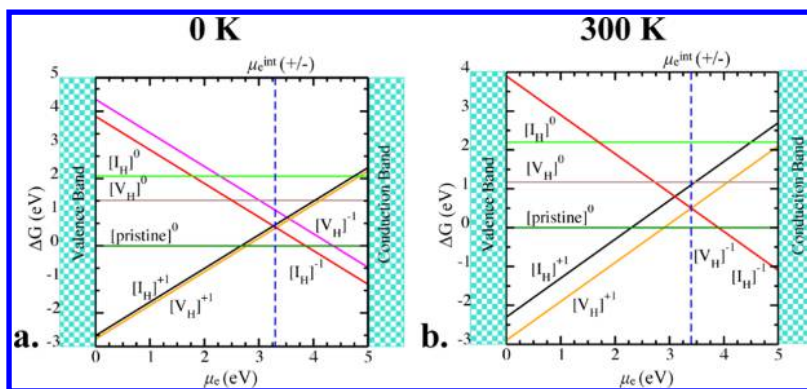 0 K
μe^int (+/-)
5
4
3
2
1
0
-1
-2
-3
ΔG (eV)
Valence Band
Conduction Band
[I_H]^0
[V_H]^0
[pristine]^0
[V_H]^-1
[I_H]^+1
[I_H]^-1
[V_H]^+1
a.
0 1 2 3 4 5
μe (eV)
300 K
μe^int (+/-)
4
3
2
1
0
-1
-2
-3
ΔG (eV)
Valence Band
Conduction Band
[I_H]^0
[V_H]^0
[pristine]^0
[I_H]^+1
[V_H]^-1
[I_H]^-1
[V_H]^+1
b.
0 1 2 3 4 5
μe (eV)